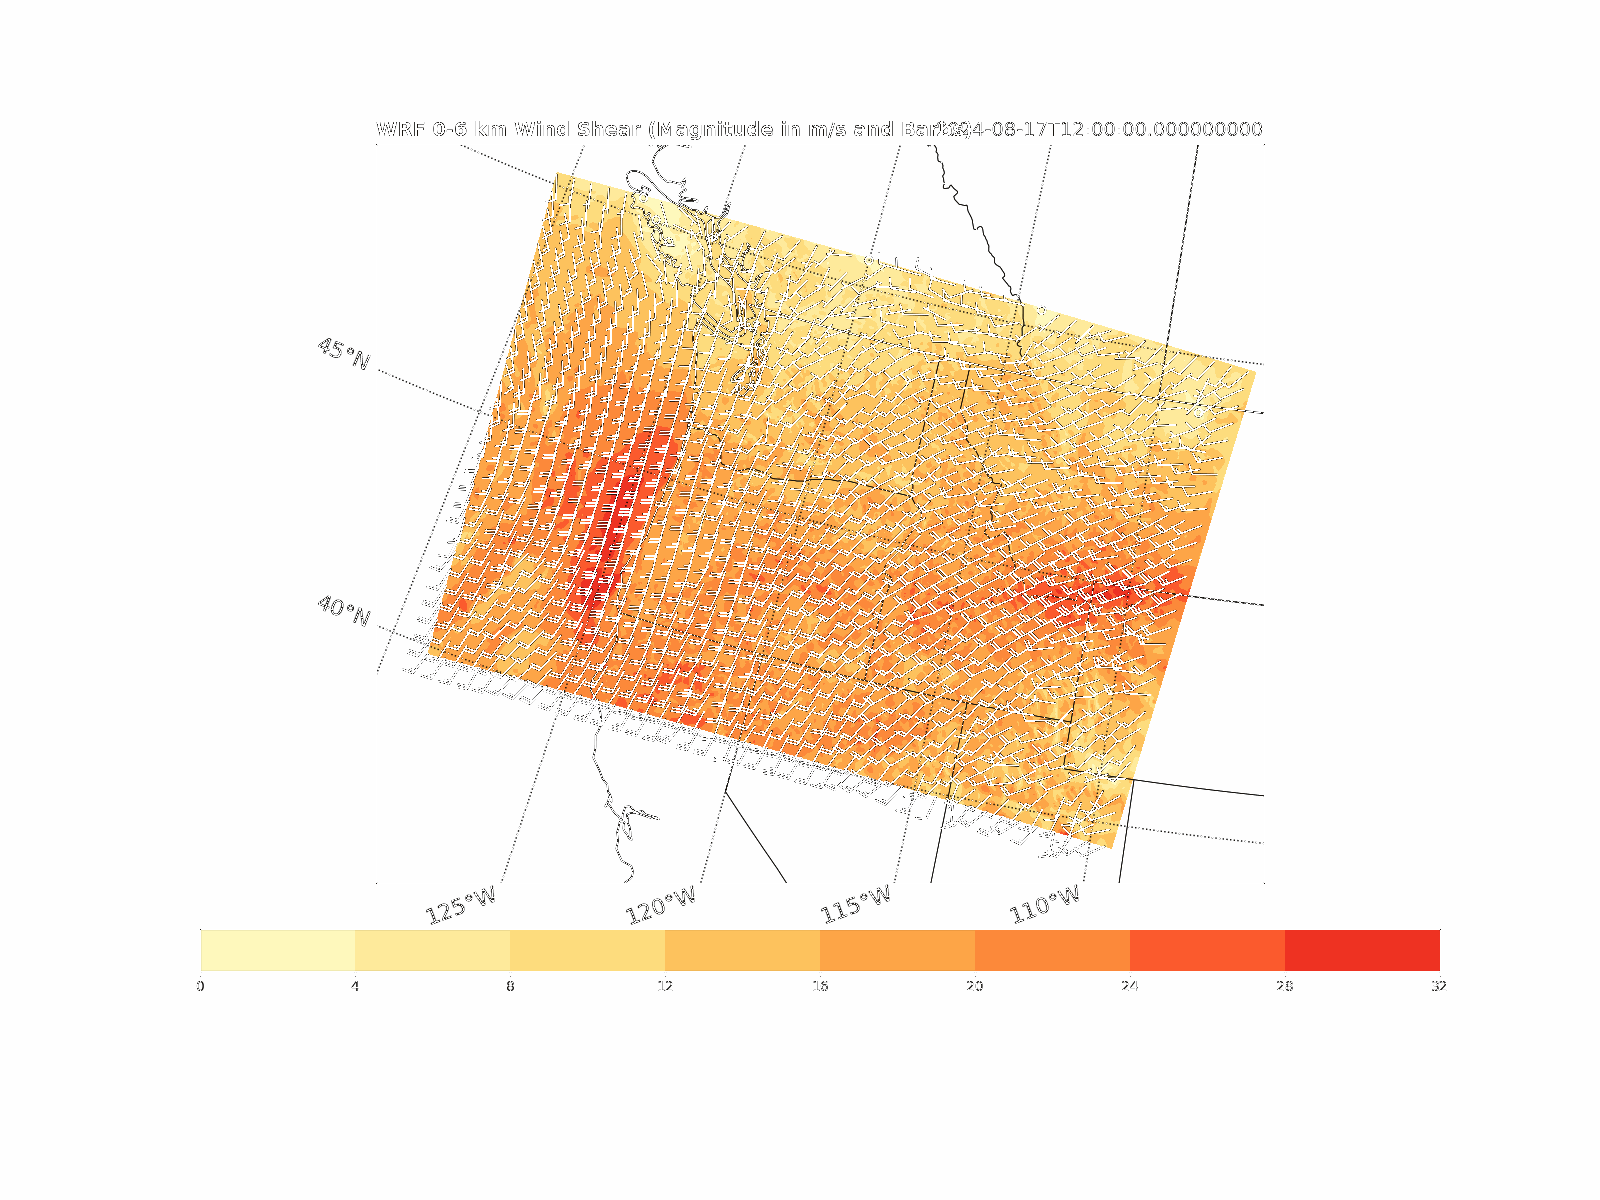 WRF 0-6 km Wind Shear (Magnitude in m/s and Barbs)
2024-08-17T12:00:00.000000000
45°N
40°N
125°W 120°W 115°W 110°W
0 4 8 12 16 20 24 28 32